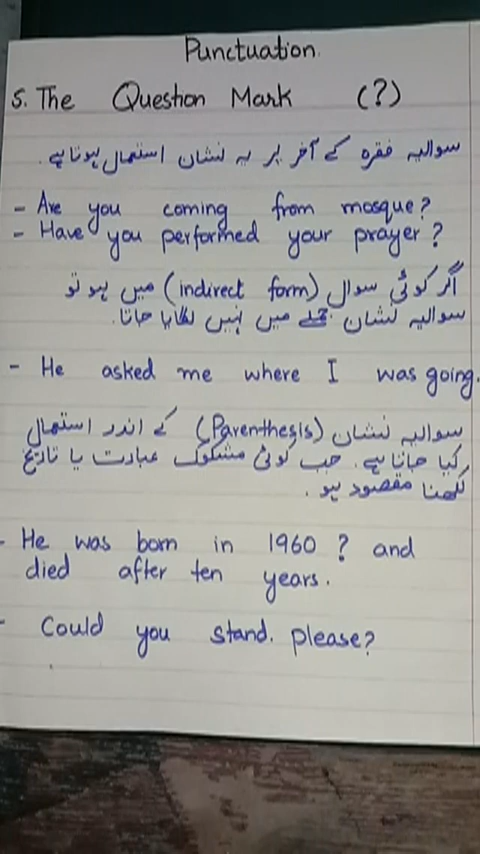 Punctuation.
5. The Question Mark (?)
سوالیہ فقرہ کے آخر پر یہ نشان استمال ہوتا ہے.
- Are you coming from mosque?
- Have you performed your prayer?
اگر کوئی سوال (indirect form) میں ہو تو
سوالیہ نشان جملے میں نہیں لگایا جاتا.
- He asked me where I was going.
سوالیہ نشان (Parenthesis) کے اندر استمال
کیا جاتا ہے. جب کوئی مشکوک عبارت یا تاریخ
لکھنا مقصود ہو.
- He was born in 1960 ? and
died after ten years.
- Could you stand. please?